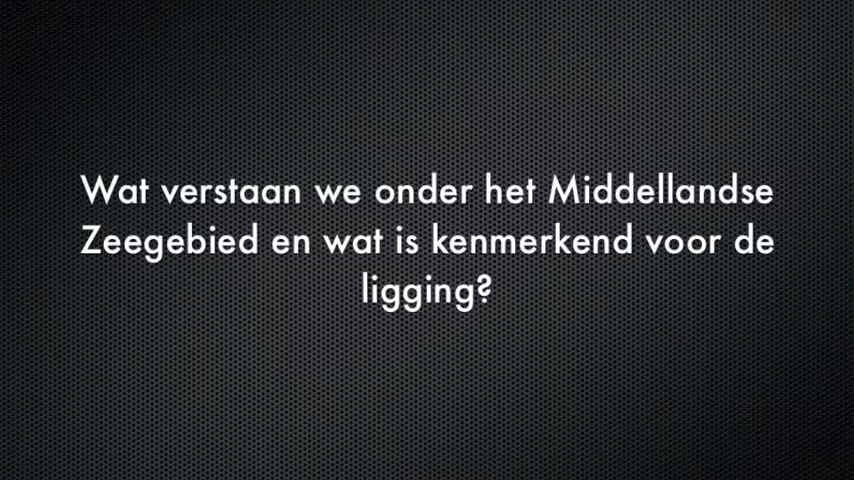 Wat verstaan we onder het Middellandse
Zeegebied en wat is kenmerkend voor de
ligging?